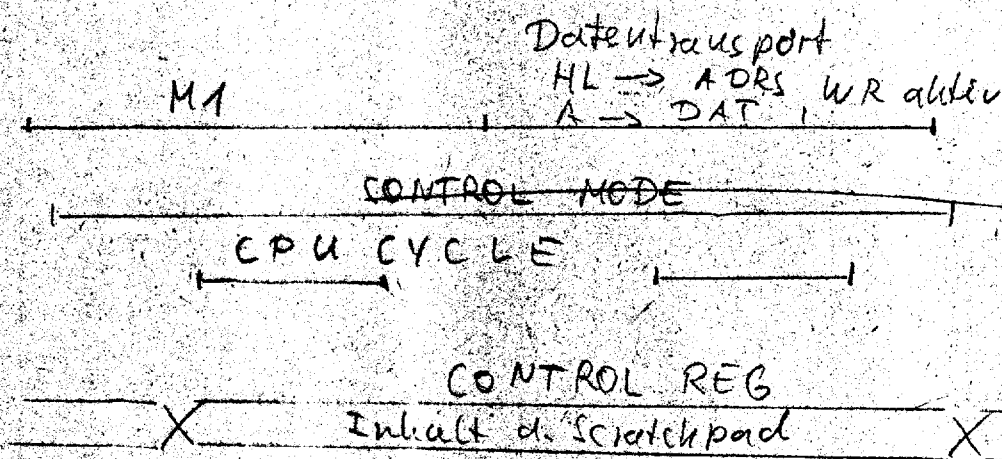 Datentransport
HL → ADRS
M1
A → DAT , WR aktiv
CONTROL MODE
CPU CYCLE
CONTROL REG
Inhalt d. Scratchpad